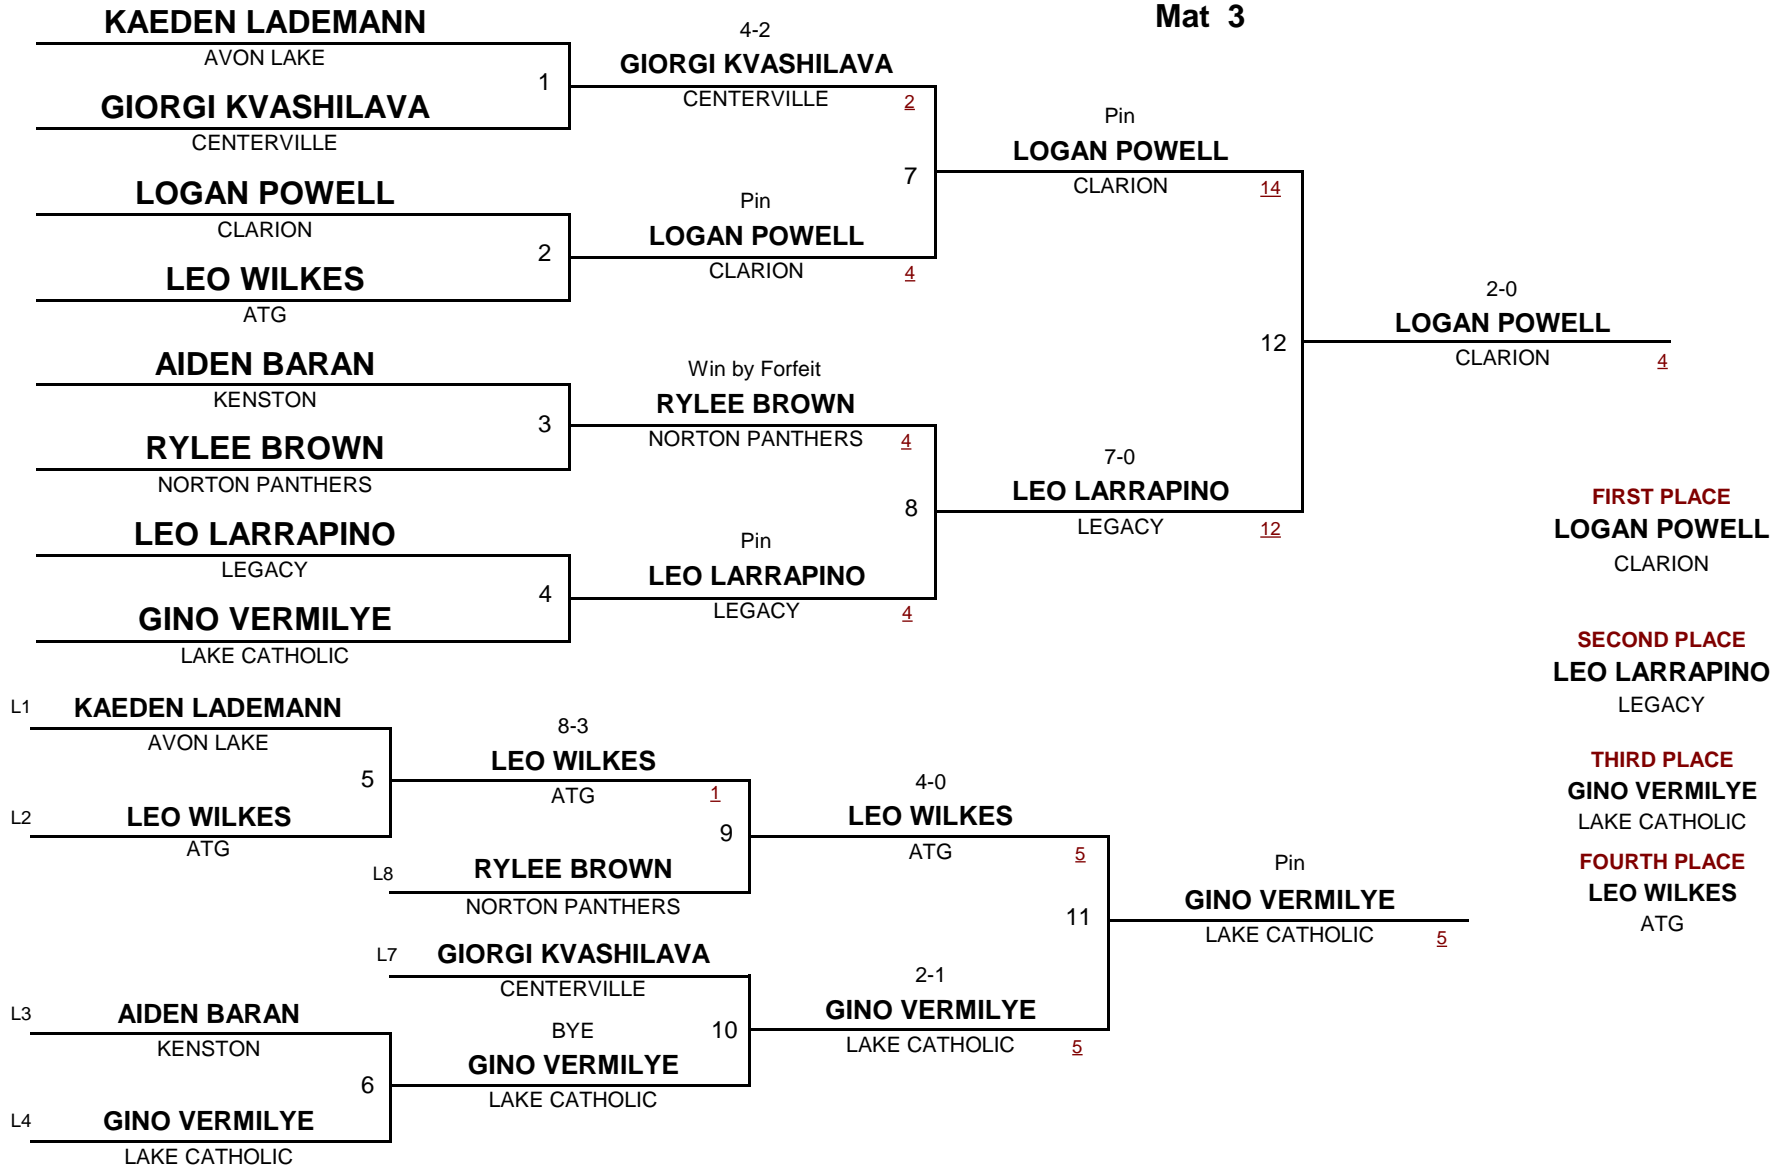 Mat 3
KAEDEN LADEMANN
AVON LAKE
1
GIORGI KVASHILAVA
CENTERVILLE
4-2
GIORGI KVASHILAVA
CENTERVILLE
2
LOGAN POWELL
CLARION
2
LEO WILKES
ATG
Pin
LOGAN POWELL
CLARION
4
7
Pin
LOGAN POWELL
CLARION
14
AIDEN BARAN
KENSTON
3
RYLEE BROWN
NORTON PANTHERS
Win by Forfeit
RYLEE BROWN
NORTON PANTHERS
4
LEO LARRAPINO
LEGACY
4
GINO VERMILYE
LAKE CATHOLIC
Pin
LEO LARRAPINO
LEGACY
4
8
7-0
LEO LARRAPINO
LEGACY
12
12
2-0
LOGAN POWELL
CLARION
4
FIRST PLACE
LOGAN POWELL
CLARION
SECOND PLACE
LEO LARRAPINO
LEGACY
THIRD PLACE
GINO VERMILYE
LAKE CATHOLIC
FOURTH PLACE
LEO WILKES
ATG
L1
KAEDEN LADEMANN
AVON LAKE
5
L2
LEO WILKES
ATG
8-3
LEO WILKES
ATG
1
9
L8
RYLEE BROWN
NORTON PANTHERS
4-0
LEO WILKES
ATG
5
L7
GIORGI KVASHILAVA
CENTERVILLE
L3
AIDEN BARAN
KENSTON
6
L4
GINO VERMILYE
LAKE CATHOLIC
BYE
GINO VERMILYE
LAKE CATHOLIC
10
2-1
GINO VERMILYE
LAKE CATHOLIC
5
11
Pin
GINO VERMILYE
LAKE CATHOLIC
5